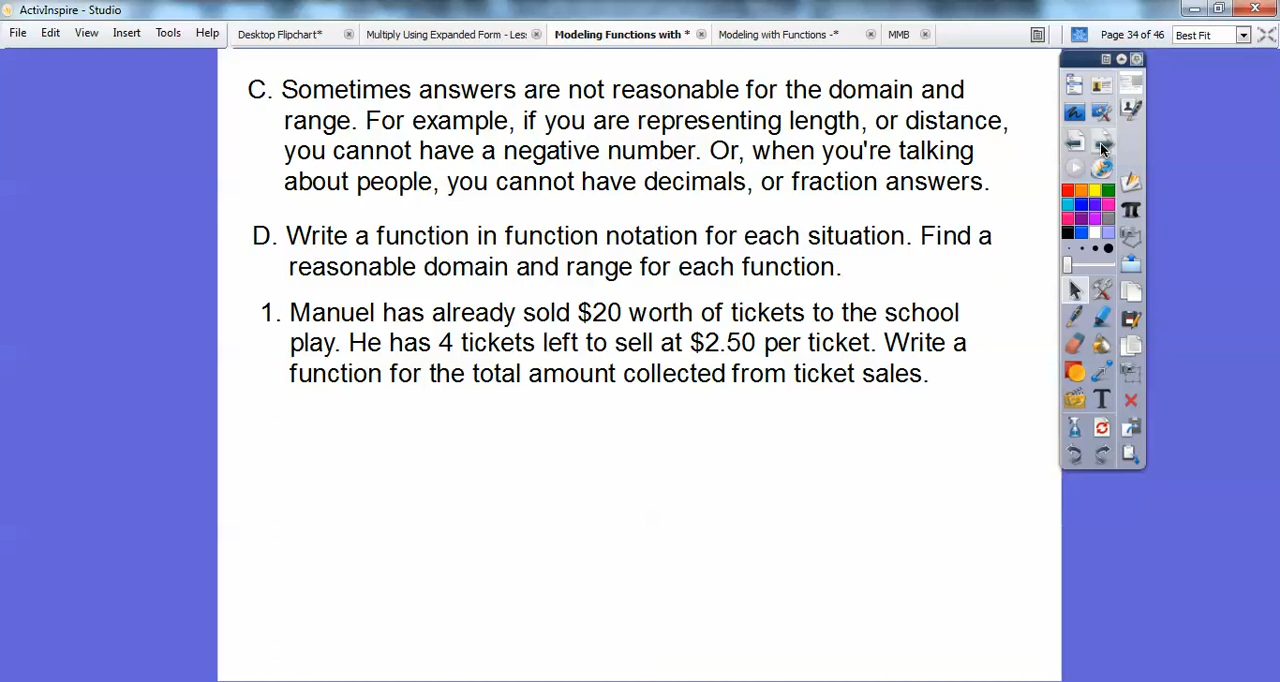 ActivInspire - Studio
File Edit View Insert Tools Help
Desktop Flipchart* Multiply Using Expanded Form - Les: Modeling Functions with * Modeling with Functions -* MMB Page 34 of 46 Best Fit
C. Sometimes answers are not reasonable for the domain and
range. For example, if you are representing length, or distance,
you cannot have a negative number. Or, when you're talking
about people, you cannot have decimals, or fraction answers.
D. Write a function in function notation for each situation. Find a
reasonable domain and range for each function.
1. Manuel has already sold $20 worth of tickets to the school
play. He has 4 tickets left to sell at $2.50 per ticket. Write a
function for the total amount collected from ticket sales.